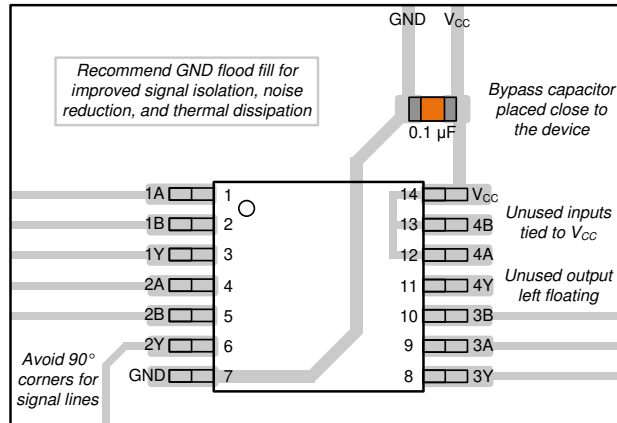 GND VCC
Recommend GND flood fill for
improved signal isolation, noise
reduction, and thermal dissipation
Bypass capacitor
placed close to
the device
0.1 µF
1A 1 14 VCC
1B 2 13 4B
1Y 3 12 4A
2A 4 11 4Y
2B 5 10 3B
2Y 6 9 3A
GND 7 8 3Y
Unused inputs
tied to VCC
Unused output
left floating
Avoid 90°
corners for
signal lines